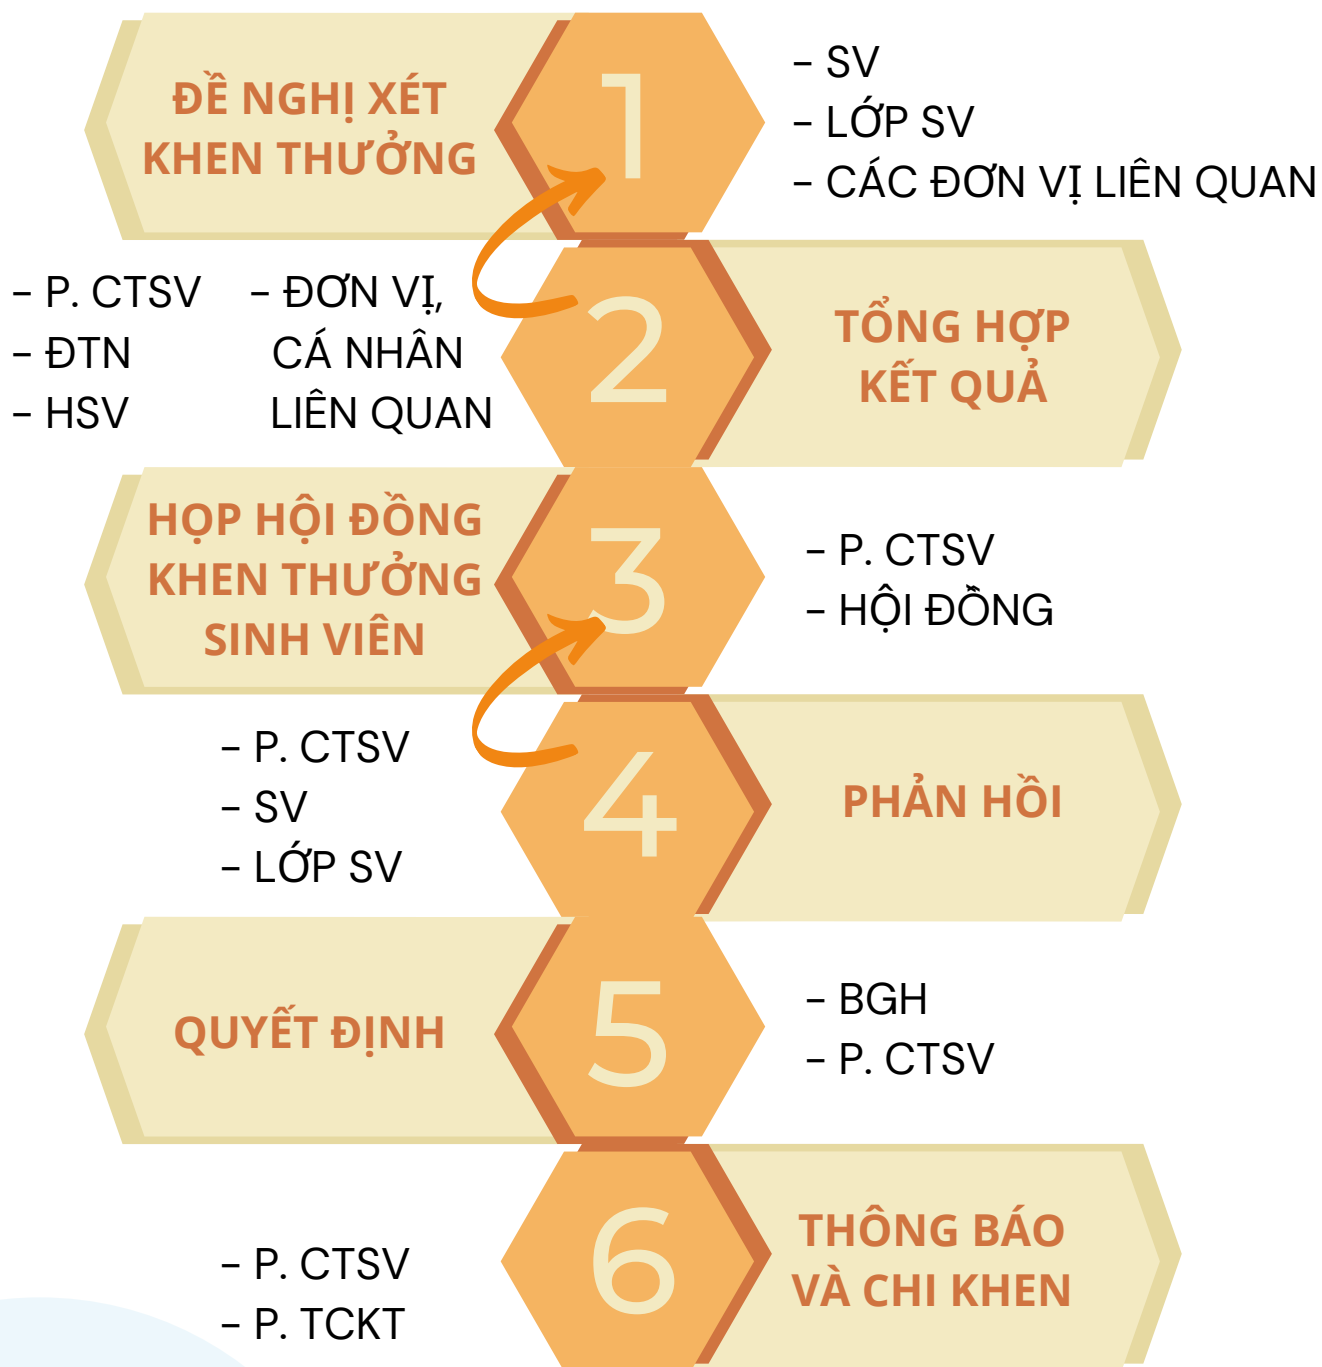 ĐỀ NGHỊ XÉT
KHEN THƯỞNG
1
- SV
- LỚP SV
- CÁC ĐƠN VỊ LIÊN QUAN
- P. CTSV
- ĐTN
- HSV
- ĐƠN VỊ,
CÁ NHÂN
LIÊN QUAN
2
TỔNG HỢP
KẾT QUẢ
HỌP HỘI ĐỒNG
KHEN THƯỞNG
SINH VIÊN
3
- P. CTSV
- HỘI ĐỒNG
- P. CTSV
- SV
- LỚP SV
4
PHẢN HỒI
QUYẾT ĐỊNH
5
- BGH
- P. CTSV
- P. CTSV
- P. TCKT
6
THÔNG BÁO
VÀ CHI KHEN